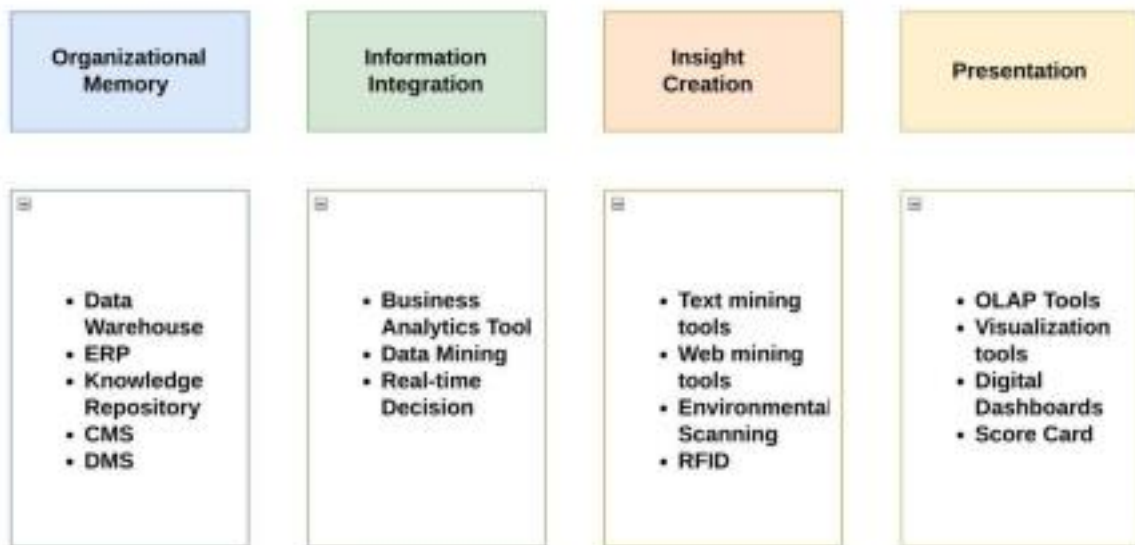 Organizational
Memory
Information
Integration
Insight
Creation
Presentation
• Data
Warehouse
• ERP
• Knowledge
Repository
• CMS
• DMS
• Business
Analytics Tool
• Data Mining
• Real-time
Decision
• Text mining
tools
• Web mining
tools
• Environmental
Scanning
• RFID
• OLAP Tools
• Visualization
tools
• Digital
Dashboards
• Score Card